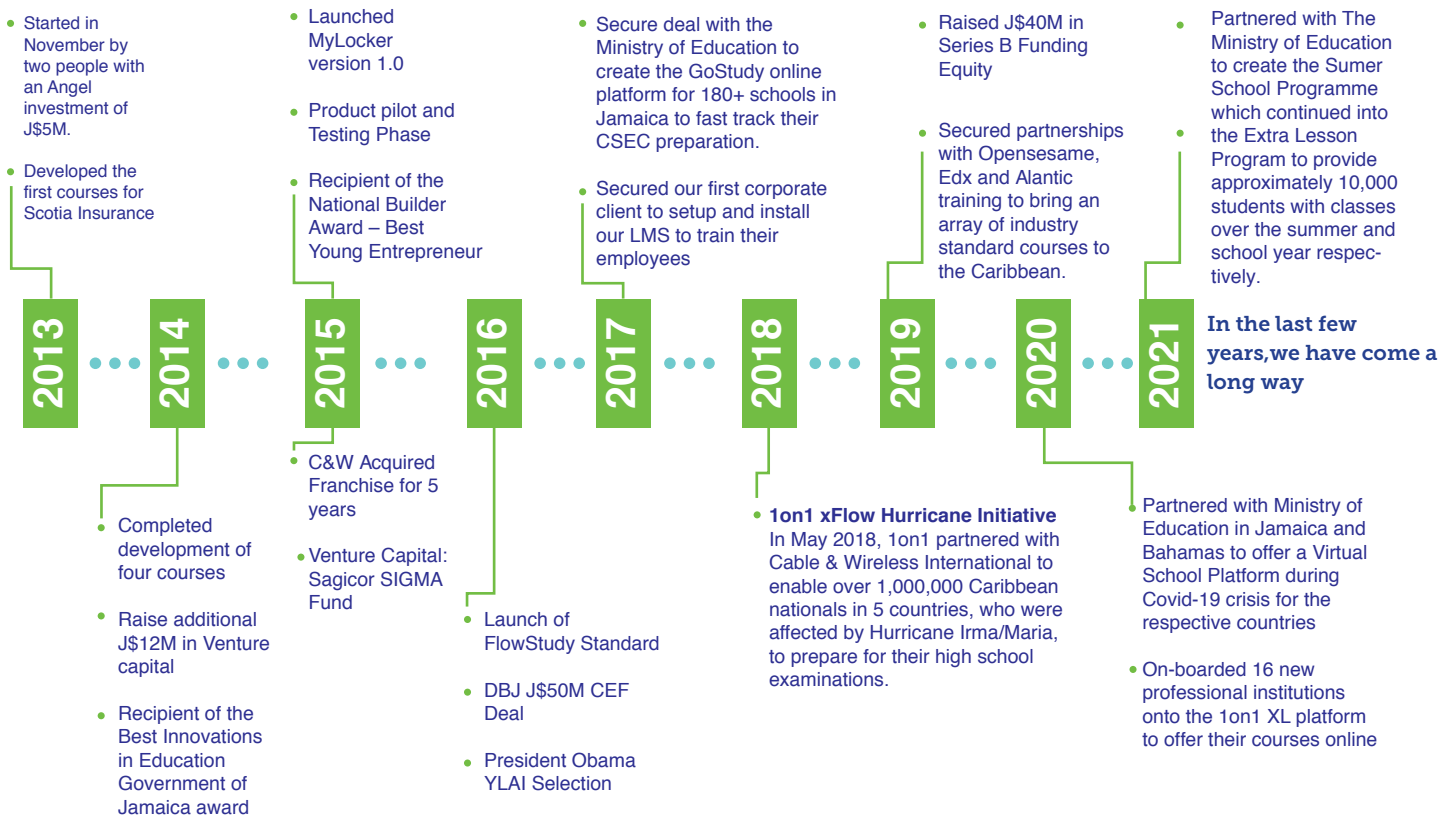 Started in
November by
two people with
an Angel
investment of
J$5M.
Developed the
first courses for
Scotia Insurance
Launched
MyLocker
version 1.0
Product pilot and
Testing Phase
Recipient of the
National Builder
Award – Best
Young Entrepreneur
Secure deal with the
Ministry of Education to
create the GoStudy online
platform for 180+ schools in
Jamaica to fast track their
CSEC preparation.
Secured our first corporate
client to setup and install
our LMS to train their
employees
Raised J$40M in
Series B Funding
Equity
Secured partnerships
with Opensesame,
Edx and Alantic
training to bring an
array of industry
standard courses to
the Caribbean.
Partnered with The
Ministry of Education
to create the Sumer
School Programme
which continued into
the Extra Lesson
Program to provide
approximately 10,000
students with classes
over the summer and
school year respec-
tively.
2013
2014
2015
2016
2017
2018
2019
2020
2021
In the last few
years,we have come a
long way
Completed
development of
four courses
Raise additional
J$12M in Venture
capital
Recipient of the
Best Innovations
in Education
Government of
Jamaica award
C&W Acquired
Franchise for 5
years
Venture Capital:
Sagicor SIGMA
Fund
Launch of
FlowStudy Standard
DBJ J$50M CEF
Deal
President Obama
YLAI Selection
1on1 xFlow Hurricane Initiative
In May 2018, 1on1 partnered with
Cable & Wireless International to
enable over 1,000,000 Caribbean
nationals in 5 countries, who were
affected by Hurricane Irma/Maria,
to prepare for their high school
examinations.
Partnered with Ministry of
Education in Jamaica and
Bahamas to offer a Virtual
School Platform during
Covid-19 crisis for the
respective countries
On-boarded 16 new
professional institutions
onto the 1on1 XL platform
to offer their courses online